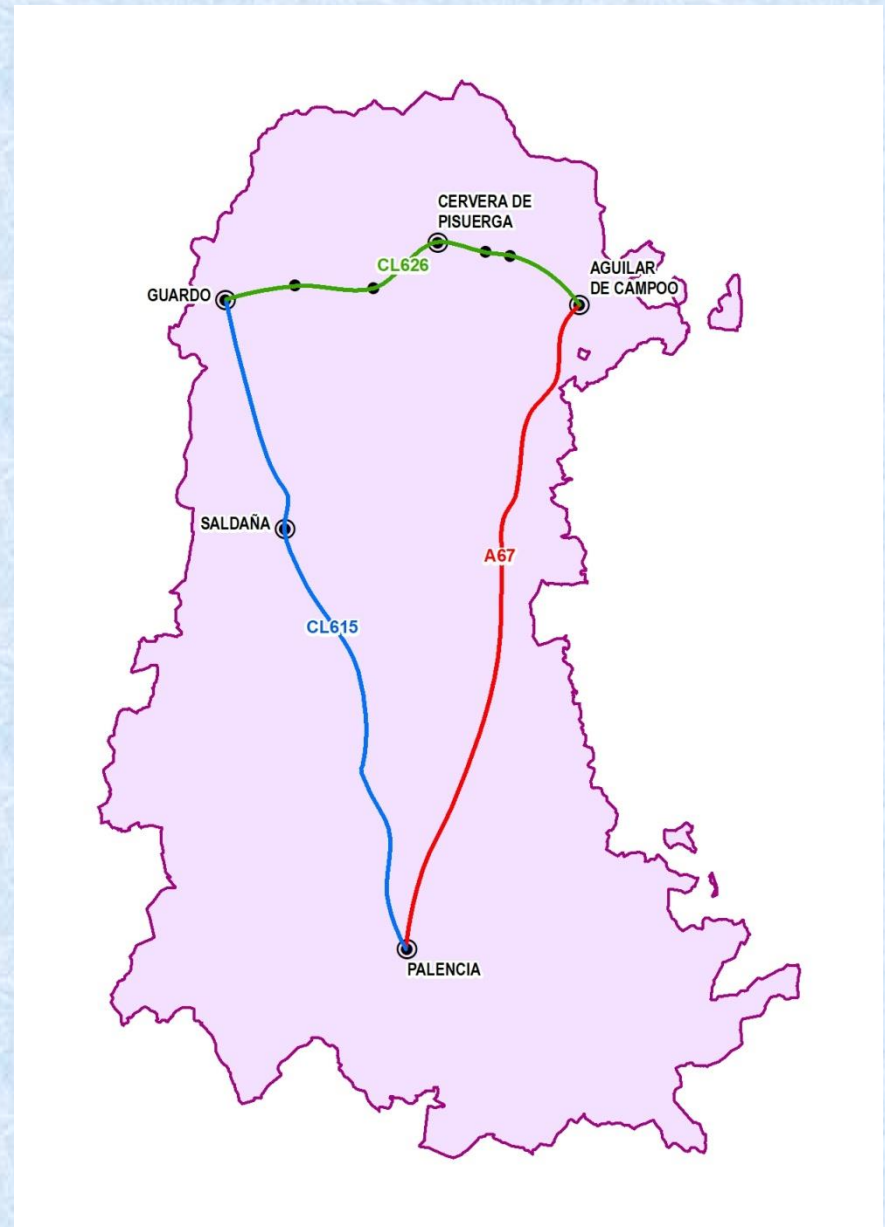 CERVERA DE
PISUERGA
CL626
AGUILAR
DE CAMPOO
GUARDO
SALDAÑA
A67
CL615
PALENCIA